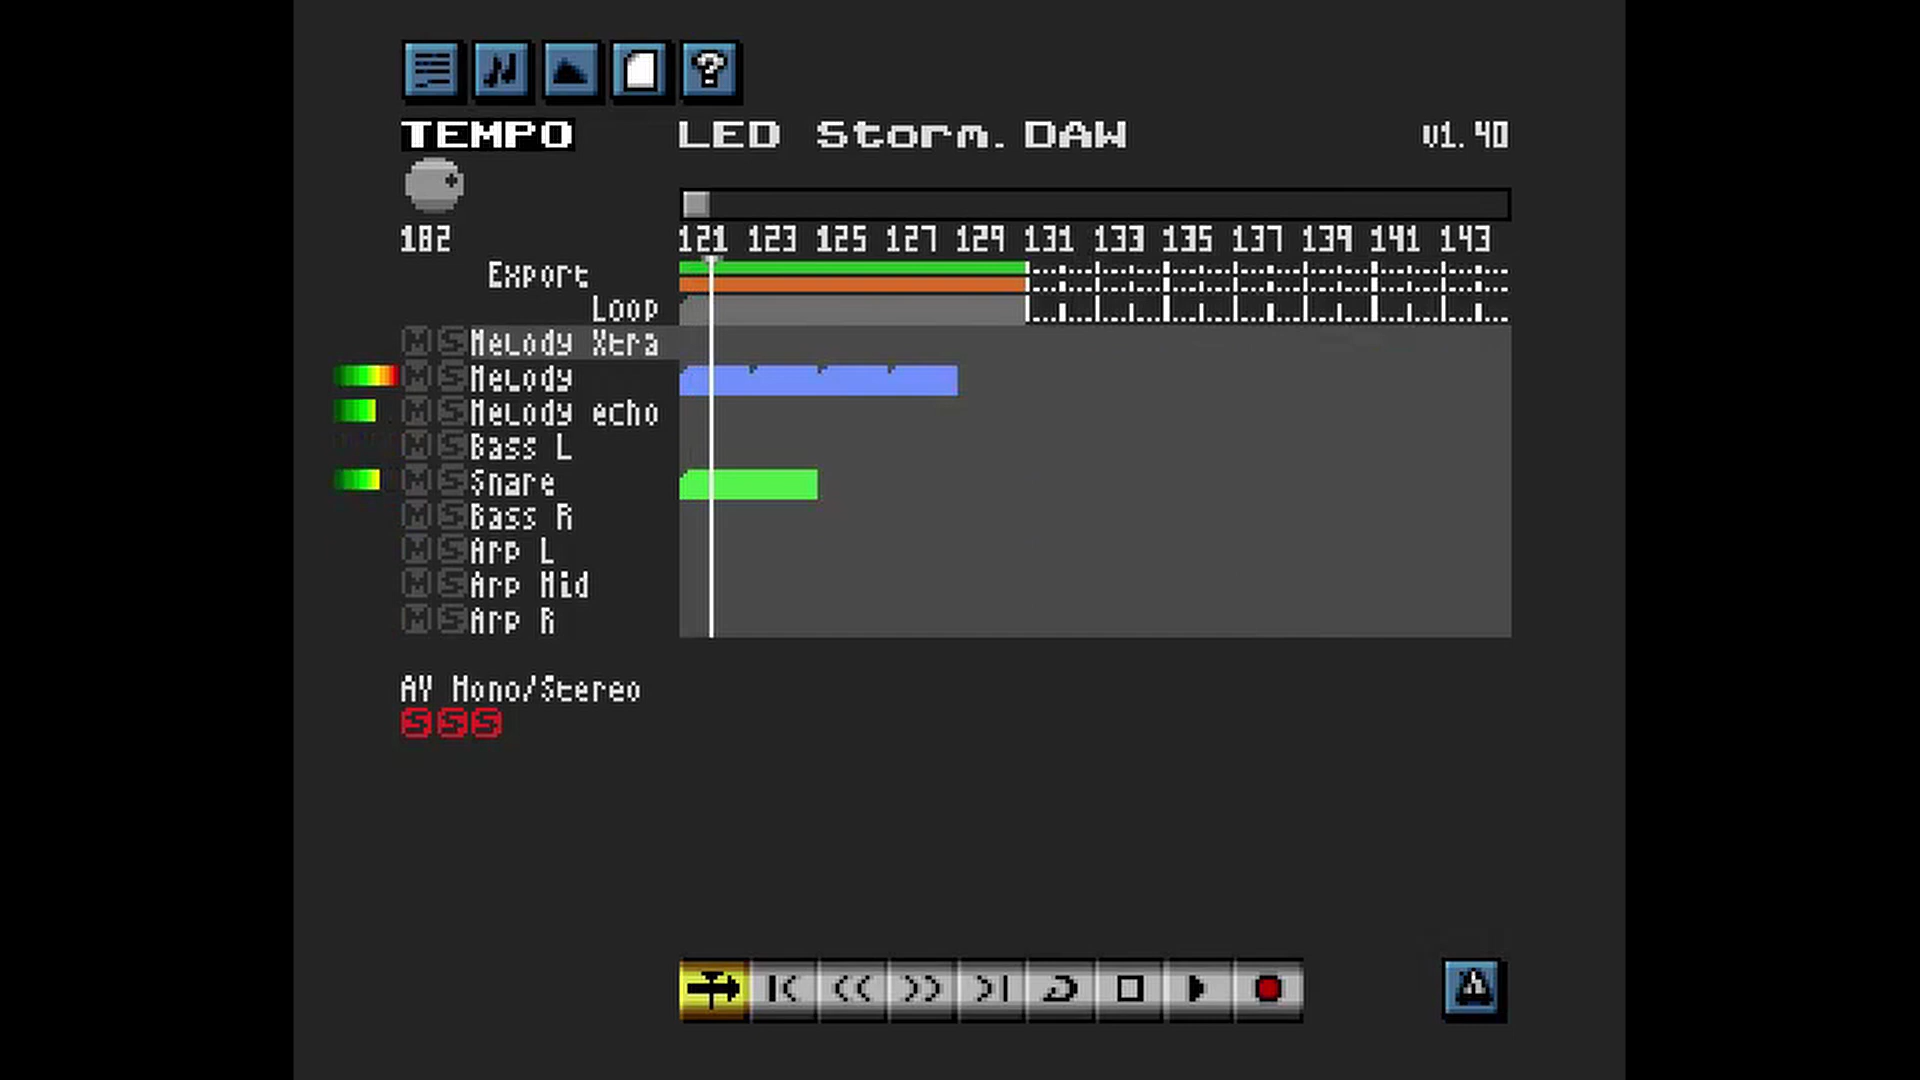 ?
TEMPO LED Storm.DAW v1.40
182
121 123 125 127 129 131 133 135 137 139 141 143
Export
Loop
M S Melody Xtra
M S Melody
M S Melody echo
M S Bass L
M S Snare
M S Bass R
M S Arp L
M S Arp Mid
M S Arp R
AY Mono/Stereo
S S S